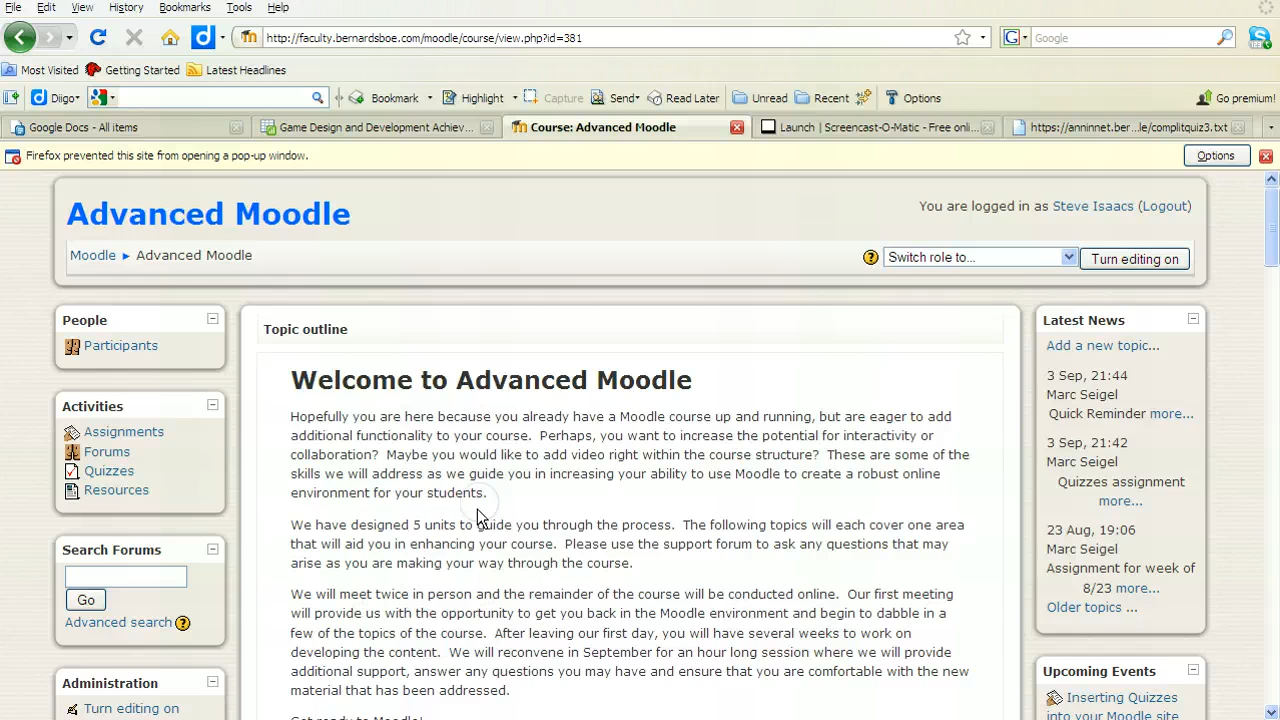 File Edit View History Bookmarks Tools Help
http://faculty.bernardsboe.com/moodle/course/view.php?id=381
Google
Most Visited Getting Started Latest Headlines
Diigo Bookmark Highlight Capture Send Read Later Unread Recent Options Go premium!
Google Docs - All items
Game Design and Development Achiev...
Course: Advanced Moodle
Launch | Screencast-O-Matic - Free onli...
https://anninnet.ber...le/complitquiz3.txt
Firefox prevented this site from opening a pop-up window.
Options
Advanced Moodle
You are logged in as Steve Isaacs (Logout)
Moodle ► Advanced Moodle
Switch role to...
Turn editing on
People
Participants
Activities
Assignments
Forums
Quizzes
Resources
Search Forums
Go
Advanced search
Administration
Turn editing on
Topic outline
Welcome to Advanced Moodle
Hopefully you are here because you already have a Moodle course up and running, but are eager to add
additional functionality to your course. Perhaps, you want to increase the potential for interactivity or
collaboration? Maybe you would like to add video right within the course structure? These are some of the
skills we will address as we guide you in increasing your ability to use Moodle to create a robust online
environment for your students.
We have designed 5 units to guide you through the process. The following topics will each cover one area
that will aid you in enhancing your course. Please use the support forum to ask any questions that may
arise as you are making your way through the course.
We will meet twice in person and the remainder of the course will be conducted online. Our first meeting
will provide us with the opportunity to get you back in the Moodle environment and begin to dabble in a
few of the topics of the course. After leaving our first day, you will have several weeks to work on
developing the content. We will reconvene in September for an hour long session where we will provide
additional support, answer any questions you may have and ensure that you are comfortable with the new
material that has been addressed.
Get ready to Moodle!
Latest News
Add a new topic...
3 Sep, 21:44
Marc Seigel
Quick Reminder more...
3 Sep, 21:42
Marc Seigel
Quizzes assignment
more...
23 Aug, 19:06
Marc Seigel
Assignment for week of
8/23 more...
Older topics ...
Upcoming Events
Inserting Quizzes
into your Moodle site